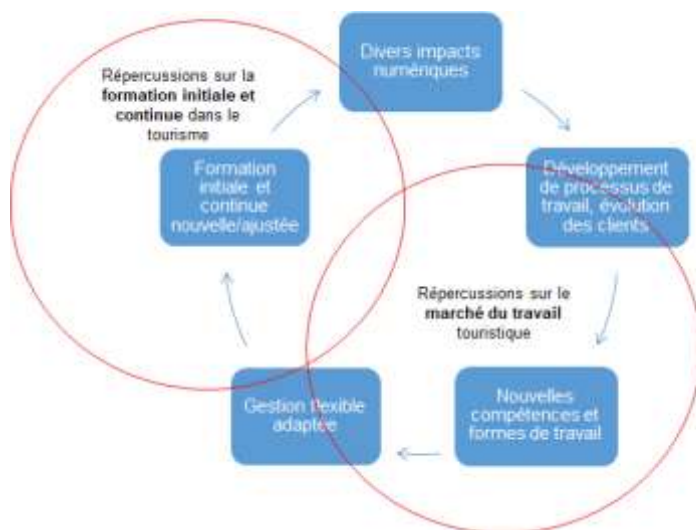 Divers impacts
numériques
Répercussions sur la
formation initiale et
continue dans le
tourisme
Formation
initiale et
continue
nouvelle/ajustée
Développement
de processus de
travail, évolution
des clients
Répercussions sur le
marché du travail
touristique
Gestion flexible
adaptée
Nouvelles
compétences et
formes de travail